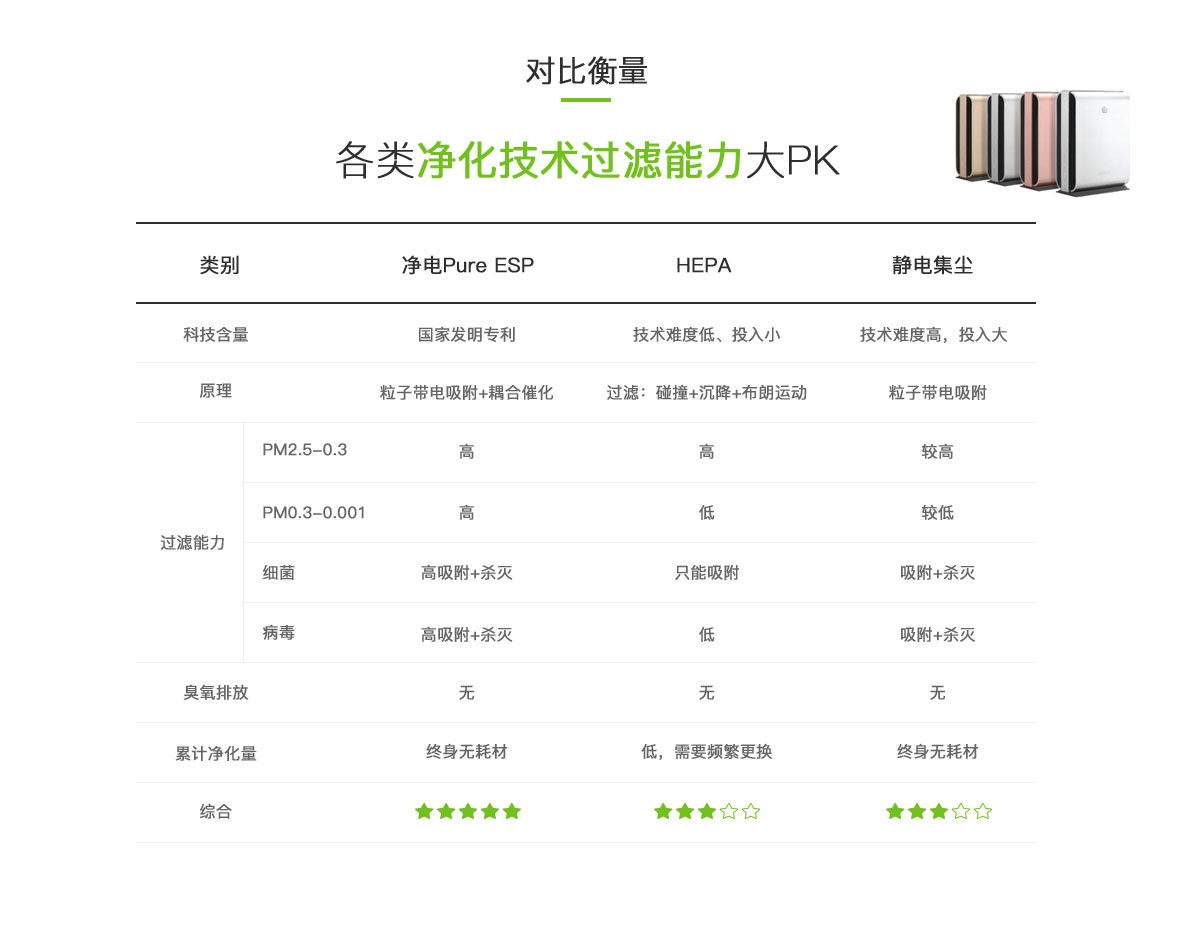 对比衡量
各类净化技术过滤能力大PK
类别 净电Pure ESP HEPA 静电集尘
科技含量 国家发明专利 技术难度低、投入小 技术难度高，投入大
原理 粒子带电吸附+耦合催化 过滤：碰撞+沉降+布朗运动 粒子带电吸附
过滤能力
PM2.5-0.3 高 高 较高
PM0.3-0.001 高 低 较低
细菌 高吸附+杀灭 只能吸附 吸附+杀灭
病毒 高吸附+杀灭 低 吸附+杀灭
臭氧排放 无 无 无
累计净化量 终身无耗材 低，需要频繁更换 终身无耗材
综合 ★★★★★ ★★★☆☆ ★★★☆☆